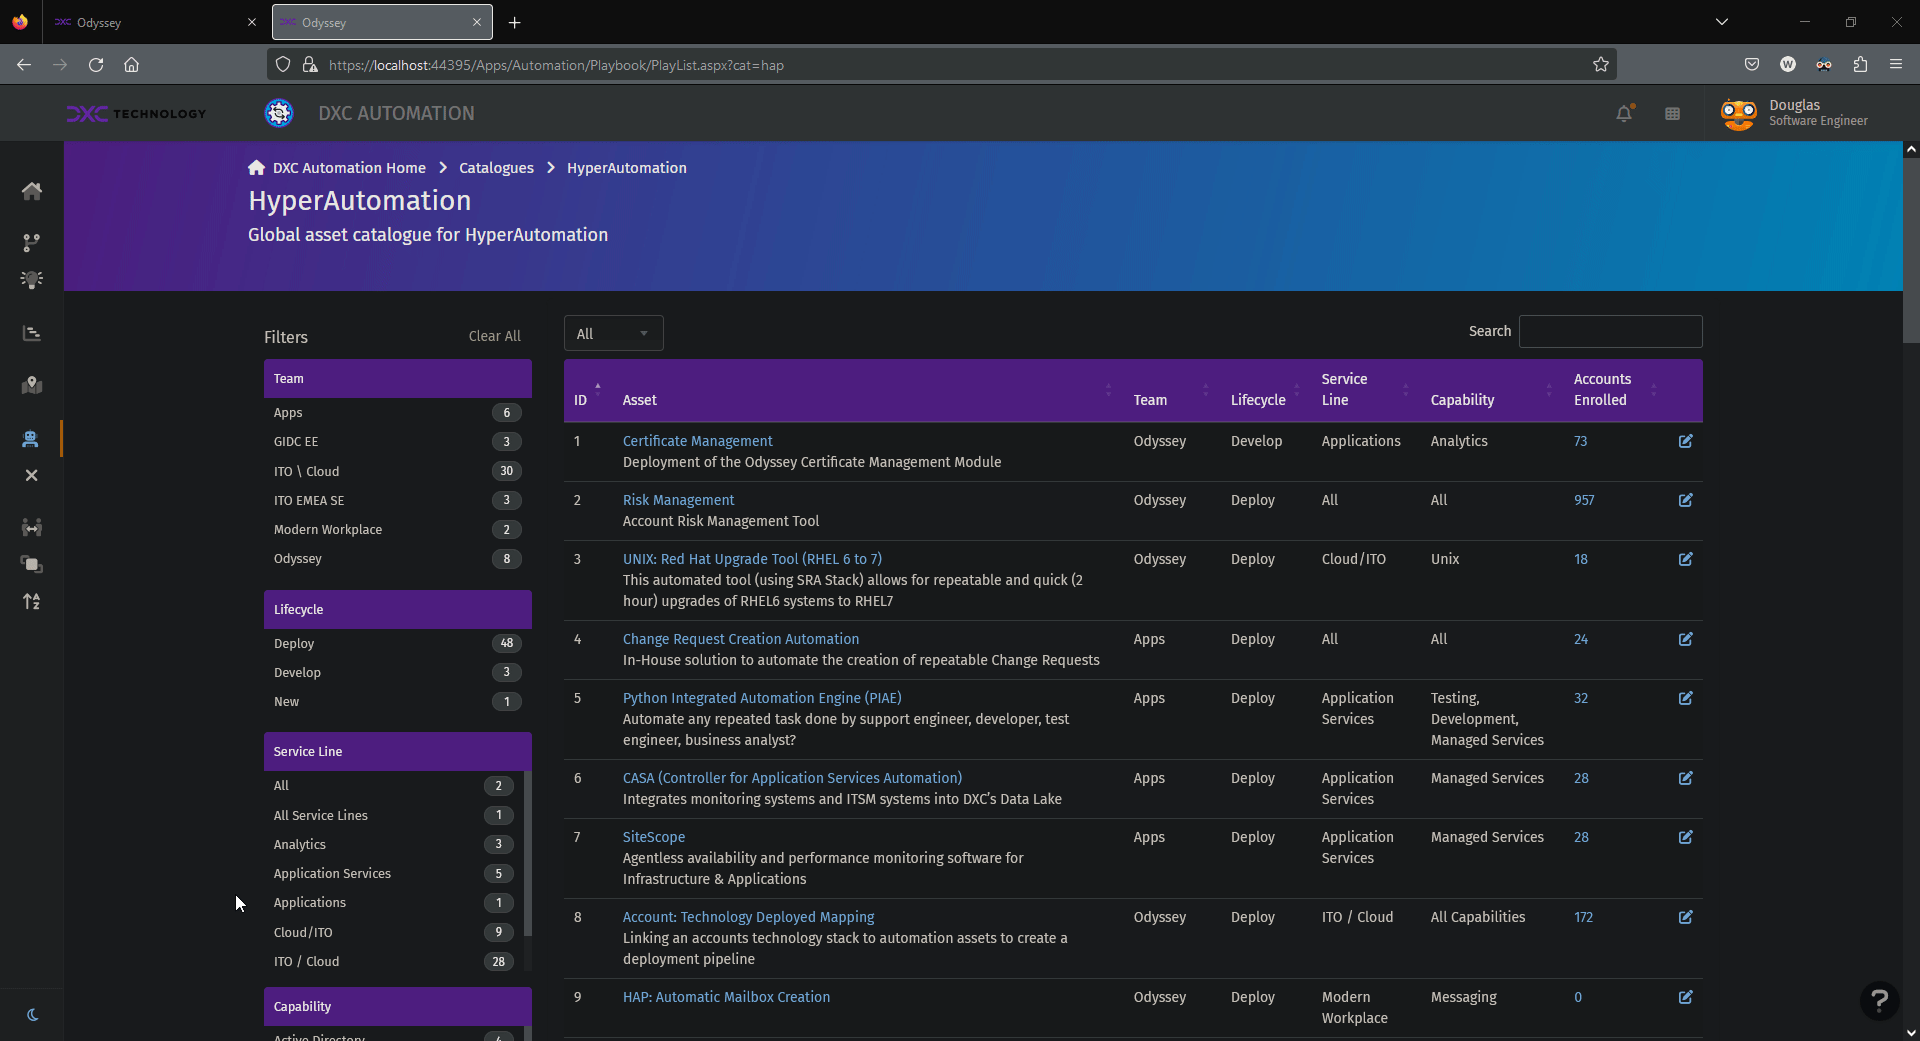 Odyssey
Odyssey
https://localhost:44395/Apps/Automation/Playbook/PlayList.aspx?cat=hap
W
DXC TECHNOLOGY
DXC AUTOMATION
Douglas
Software Engineer
DXC Automation Home > Catalogues > HyperAutomation
HyperAutomation
Global asset catalogue for HyperAutomation
Filters
Clear All
Team
Apps 6
GIDC EE 3
ITO \ Cloud 30
ITO EMEA SE 3
Modern Workplace 2
Odyssey 8
Lifecycle
Deploy 48
Develop 3
New 1
Service Line
All 2
All Service Lines 1
Analytics 3
Application Services 5
Applications 1
Cloud/ITO 9
ITO / Cloud 28
Capability
Active Directory 4
All
Search
ID Asset Team Lifecycle Service Line Capability Accounts Enrolled
1 Certificate Management Odyssey Develop Applications Analytics 73
Deployment of the Odyssey Certificate Management Module
2 Risk Management Odyssey Deploy All All 957
Account Risk Management Tool
3 UNIX: Red Hat Upgrade Tool (RHEL 6 to 7) Odyssey Deploy Cloud/ITO Unix 18
This automated tool (using SRA Stack) allows for repeatable and quick (2
hour) upgrades of RHEL6 systems to RHEL7
4 Change Request Creation Automation Apps Deploy All All 24
In-House solution to automate the creation of repeatable Change Requests
5 Python Integrated Automation Engine (PIAE) Apps Deploy Application Testing, 32
Automate any repeated task done by support engineer, developer, test Services Development,
engineer, business analyst? Managed Services
6 CASA (Controller for Application Services Automation) Apps Deploy Application Managed Services 28
Integrates monitoring systems and ITSM systems into DXC’s Data Lake Services
7 SiteScope Apps Deploy Application Managed Services 28
Agentless availability and performance monitoring software for Services
Infrastructure & Applications
8 Account: Technology Deployed Mapping Odyssey Deploy ITO / Cloud All Capabilities 172
Linking an accounts technology stack to automation assets to create a
deployment pipeline
9 HAP: Automatic Mailbox Creation Odyssey Deploy Modern Messaging 0
Workplace
?